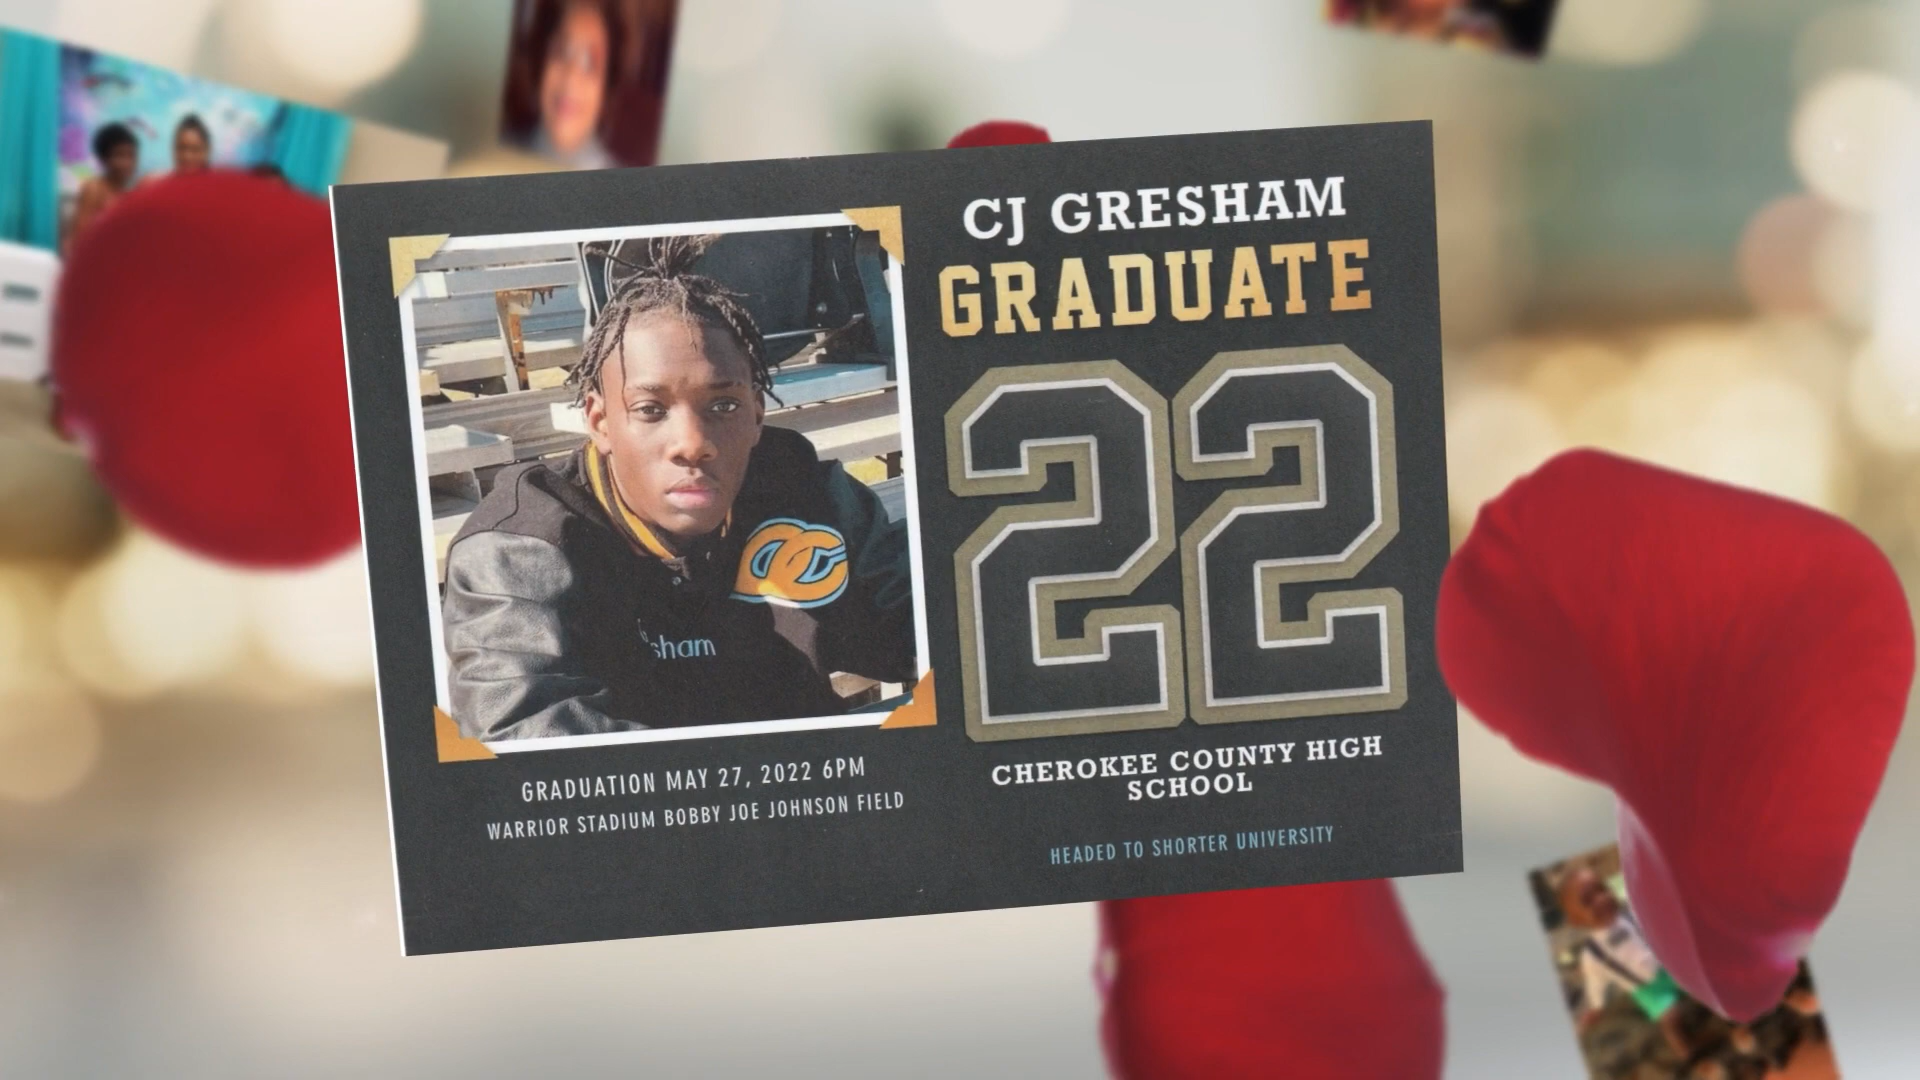 CJ GRESHAM
GRADUATE
22
CHEROKEE COUNTY HIGH
SCHOOL
HEADED TO SHORTER UNIVERSITY
sham
GRADUATION MAY 27, 2022 6PM
WARRIOR STADIUM BOBBY JOE JOHNSON FIELD